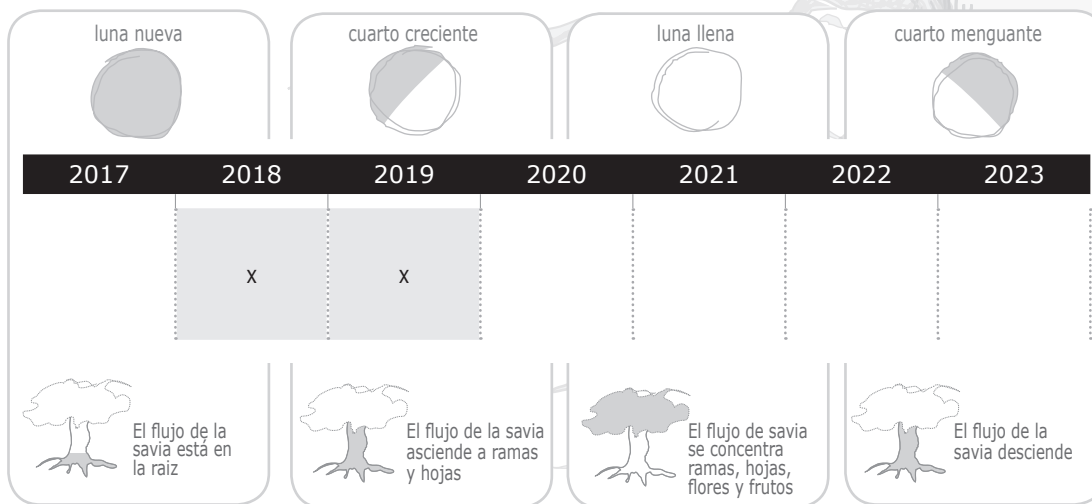 luna nueva
cuarto creciente
luna llena
cuarto menguante
2017 2018 2019 2020 2021 2022 2023
X X
El flujo de la
savia está en
la raiz
El flujo de la savia
asciende a ramas
y hojas
El flujo de savia
se concentra
ramas, hojas,
flores y frutos
El flujo de la
savia desciende